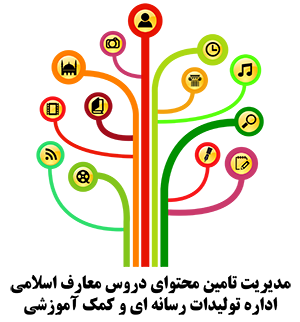 مدیریت تامین محتوای دروس معارف اسلامی
اداره تولیدات رسانه ای و کمک آموزشی